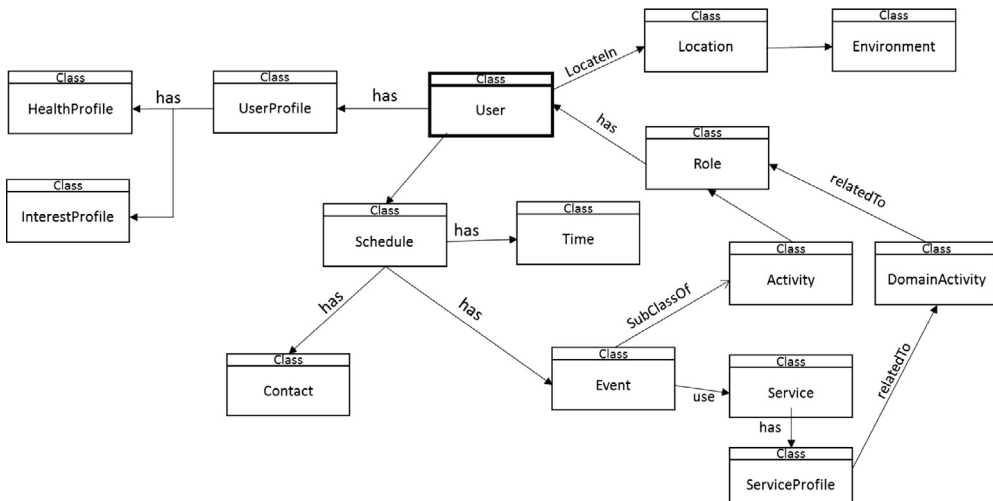 Class
Location
Class
Environment
LocateIn
Class
HealthProfile
has
Class
UserProfile
has
Class
User
has
Class
Role
relatedTo
Class
InterestProfile
Class
Schedule
has
Class
Time
Class
Activity
Class
DomainActivity
has
has
SubClassOf
Class
Contact
Class
Event
use
Class
Service
relatedTo
has
Class
ServiceProfile